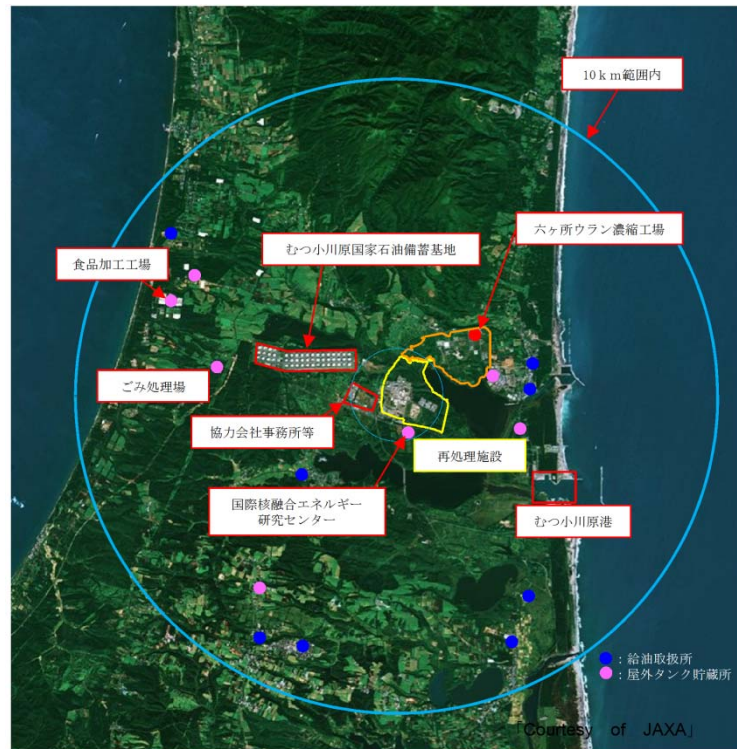 10km範囲内
六ヶ所ウラン濃縮工場
むつ小川原国家石油備蓄基地
食品加工工場
ごみ処理場
協力会社事務所等
再処理施設
国際核融合エネルギー
研究センター
むつ小川原港
:給油取扱所
:屋外タンク貯蔵所
「Courtesy of JAXA」